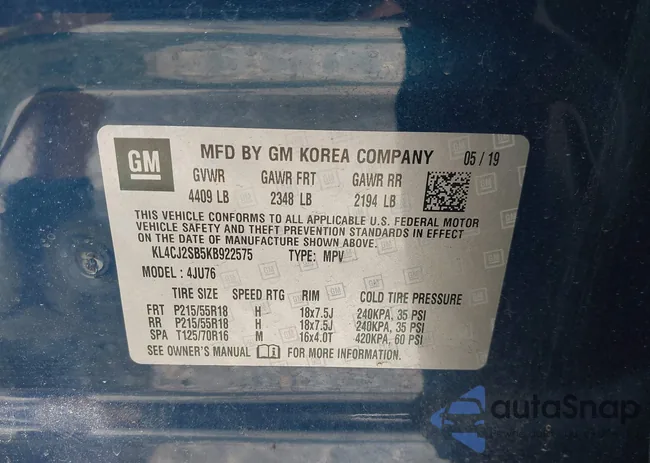 GM MFD BY GM KOREA COMPANY 05 / 19
GVWR GAWR FRT GAWR RR
4409 LB 2348 LB 2194 LB
THIS VEHICLE CONFORMS TO ALL APPLICABLE U.S. FEDERAL MOTOR
VEHICLE SAFETY AND THEFT PREVENTION STANDARDS IN EFFECT ON
THE DATE OF MANUFACTURE SHOWN ABOVE.
KL4CJ2SB5KB922575 TYPE: MPV
MODEL : 4JU76
TIRE SIZE SPEED RTG RIM COLD TIRE PRESSURE
FRT P215/55R18 H 18x7.5J 240KPA, 35 PSI
RR P215/55R18 H 18x7.5J 240KPA, 35 PSI
SPA T125/70R16 M 16x4.0T 420KPA, 60 PSI
SEE OWNER'S MANUAL FOR MORE INFORMATION
autoSnap